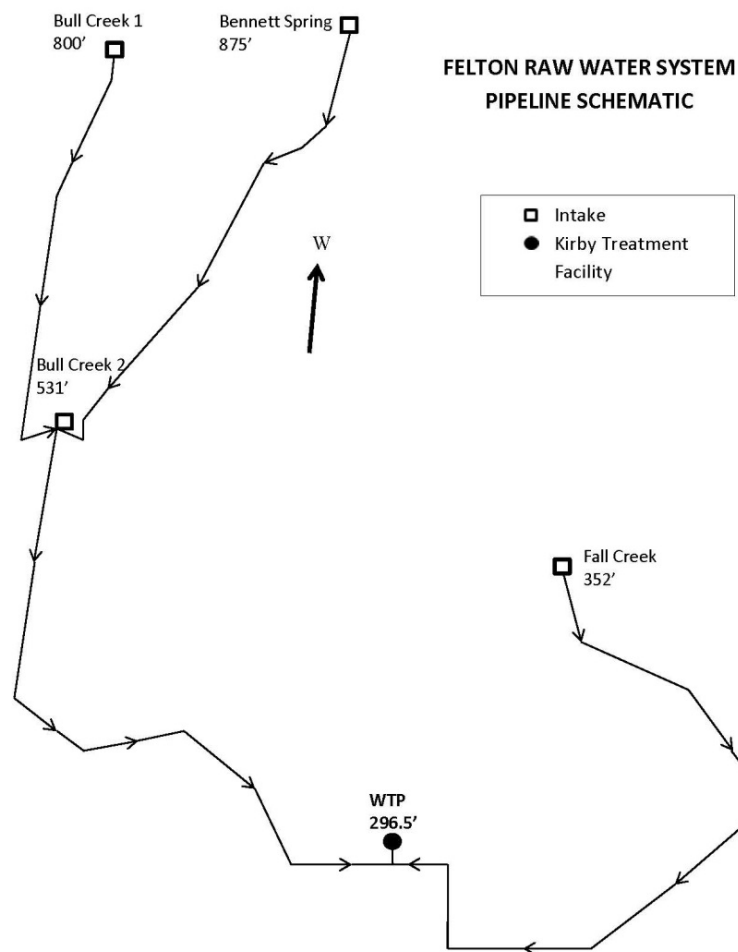 Bull Creek 1
800’
Bennett Spring
875’
FELTON RAW WATER SYSTEM
PIPELINE SCHEMATIC
Intake
Kirby Treatment
Facility
W
Bull Creek 2
531’
Fall Creek
352’
WTP
296.5’